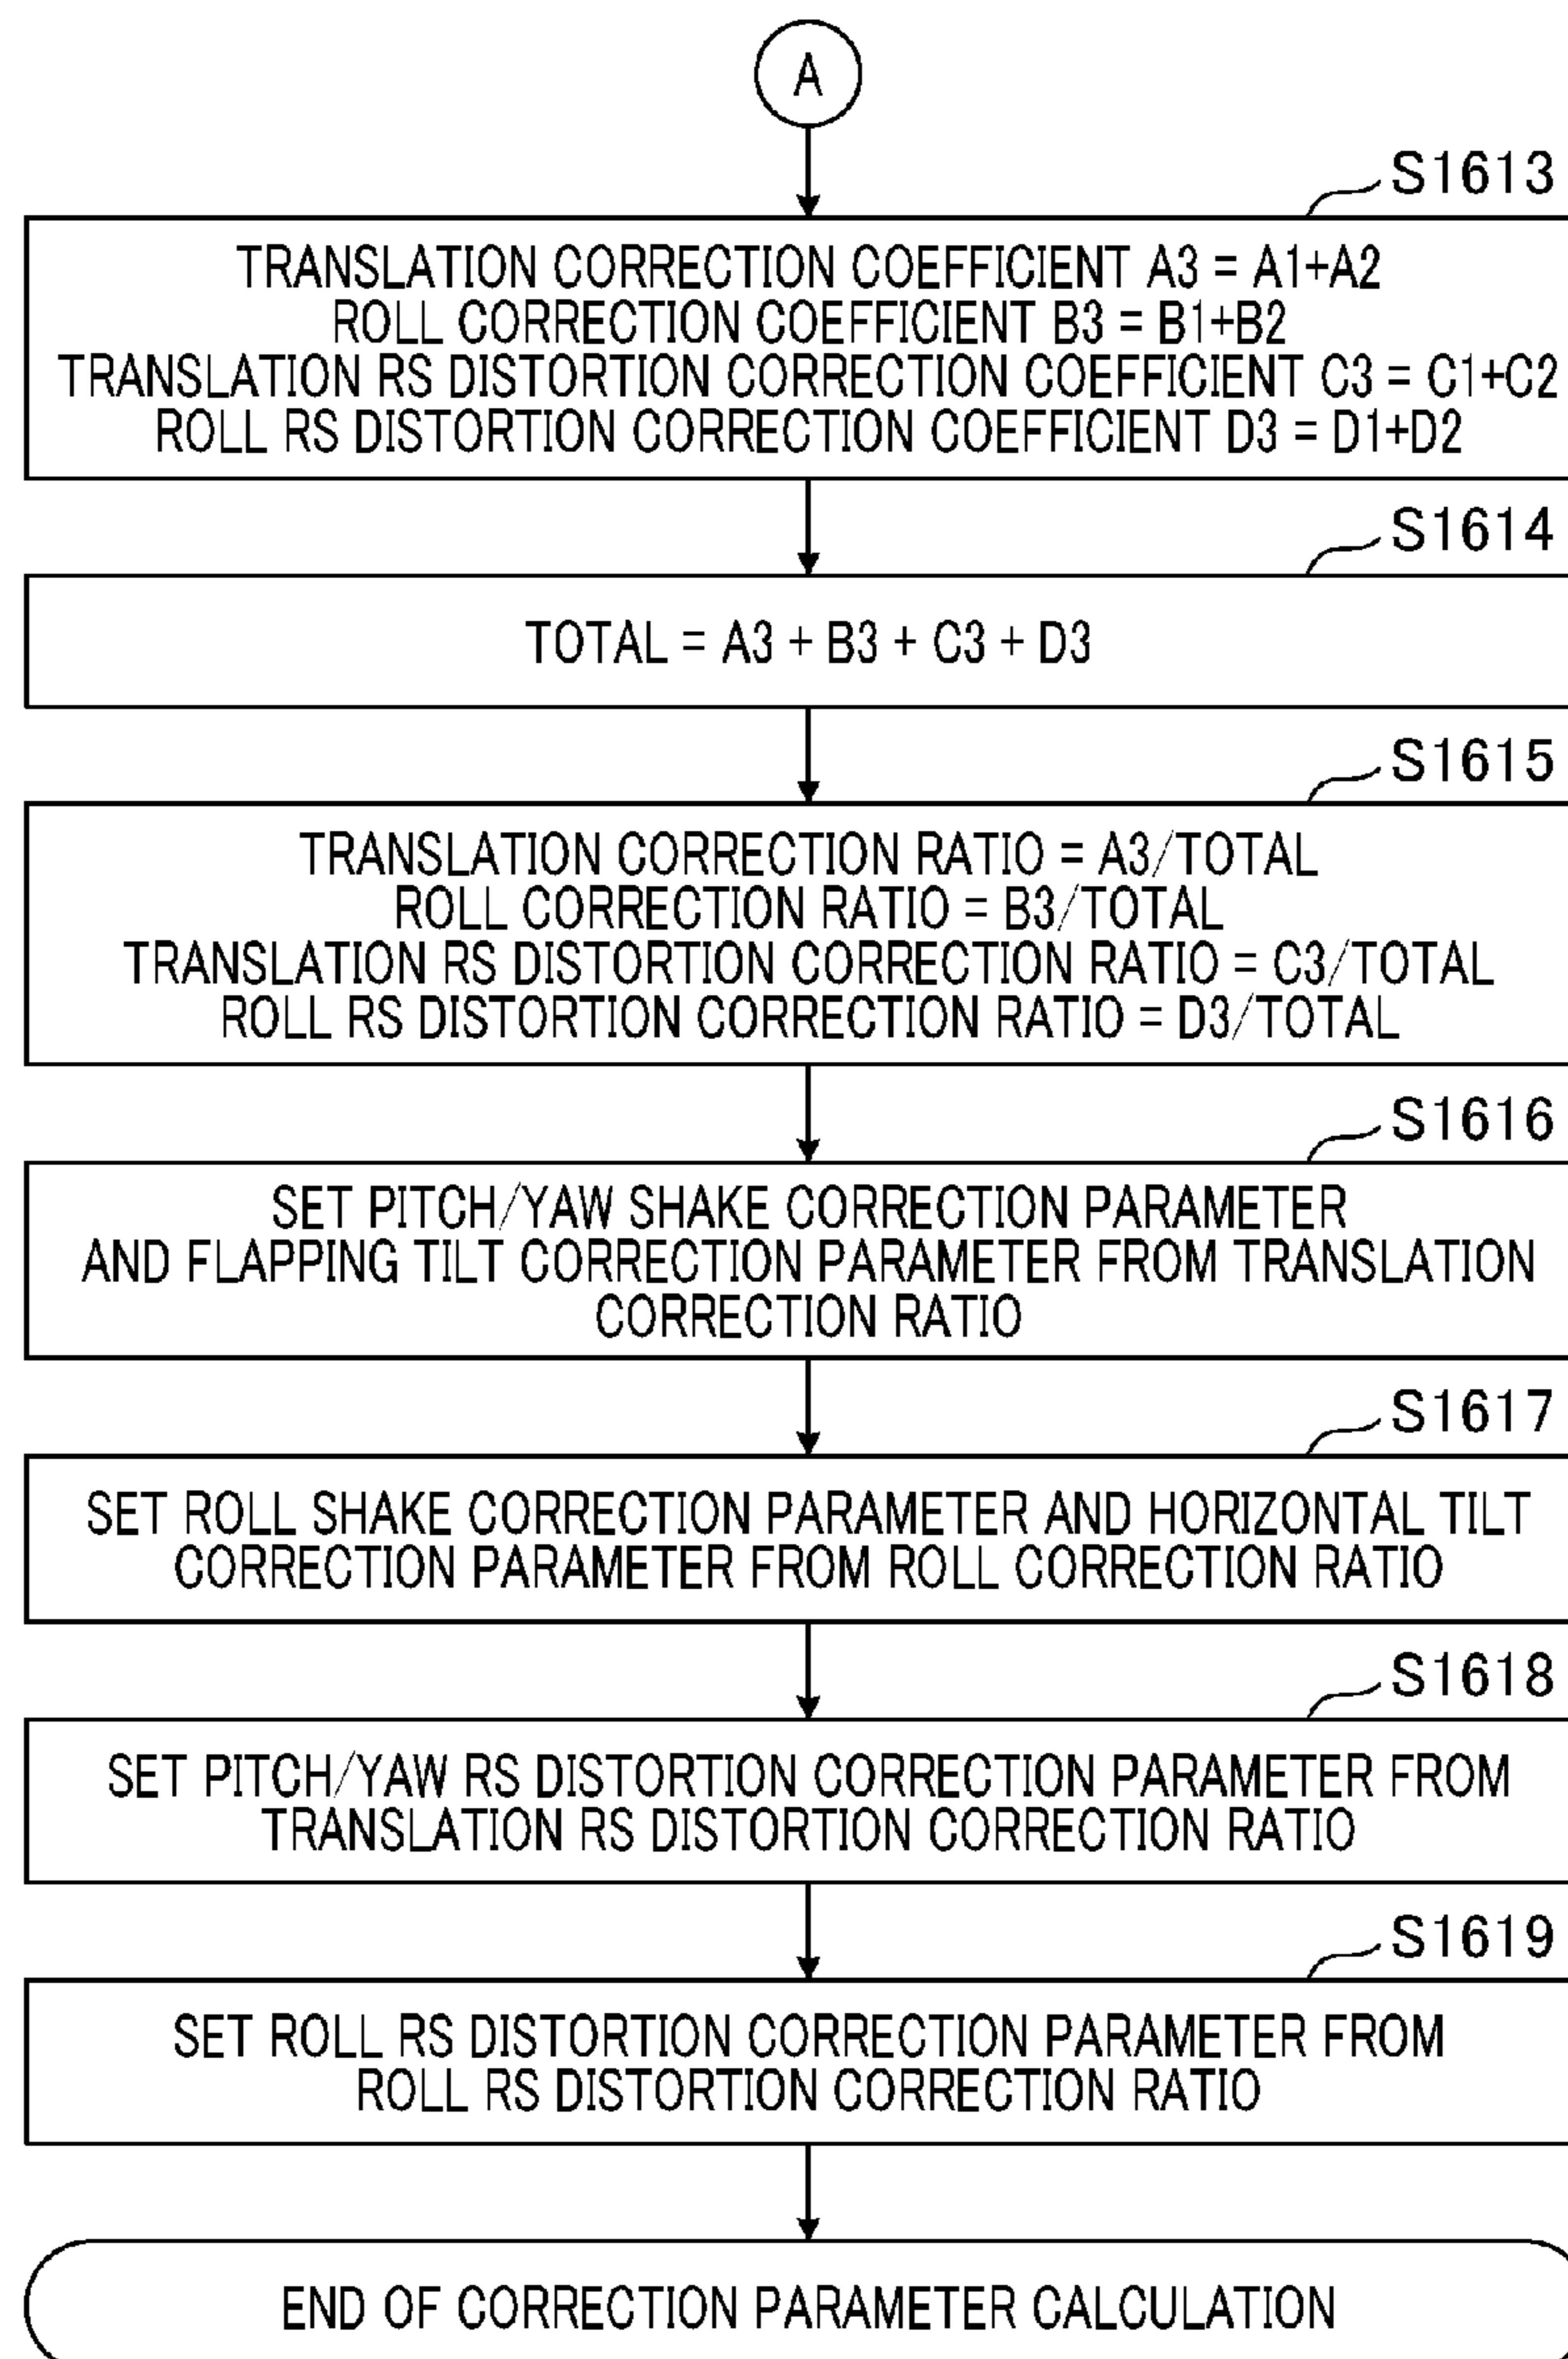 A
S1613
TRANSLATION CORRECTION COEFFICIENT A3 = A1+A2
ROLL CORRECTION COEFFICIENT B3 = B1+B2
TRANSLATION RS DISTORTION CORRECTION COEFFICIENT C3 = C1+C2
ROLL RS DISTORTION CORRECTION COEFFICIENT D3 = D1+D2
S1614
TOTAL = A3 + B3 + C3 + D3
S1615
TRANSLATION CORRECTION RATIO = A3/TOTAL
ROLL CORRECTION RATIO = B3/TOTAL
TRANSLATION RS DISTORTION CORRECTION RATIO = C3/TOTAL
ROLL RS DISTORTION CORRECTION RATIO = D3/TOTAL
S1616
SET PITCH/YAW SHAKE CORRECTION PARAMETER
AND FLAPPING TILT CORRECTION PARAMETER FROM TRANSLATION
CORRECTION RATIO
S1617
SET ROLL SHAKE CORRECTION PARAMETER AND HORIZONTAL TILT
CORRECTION PARAMETER FROM ROLL CORRECTION RATIO
S1618
SET PITCH/YAW RS DISTORTION CORRECTION PARAMETER FROM
TRANSLATION RS DISTORTION CORRECTION RATIO
S1619
SET ROLL RS DISTORTION CORRECTION PARAMETER FROM
ROLL RS DISTORTION CORRECTION RATIO
END OF CORRECTION PARAMETER CALCULATION